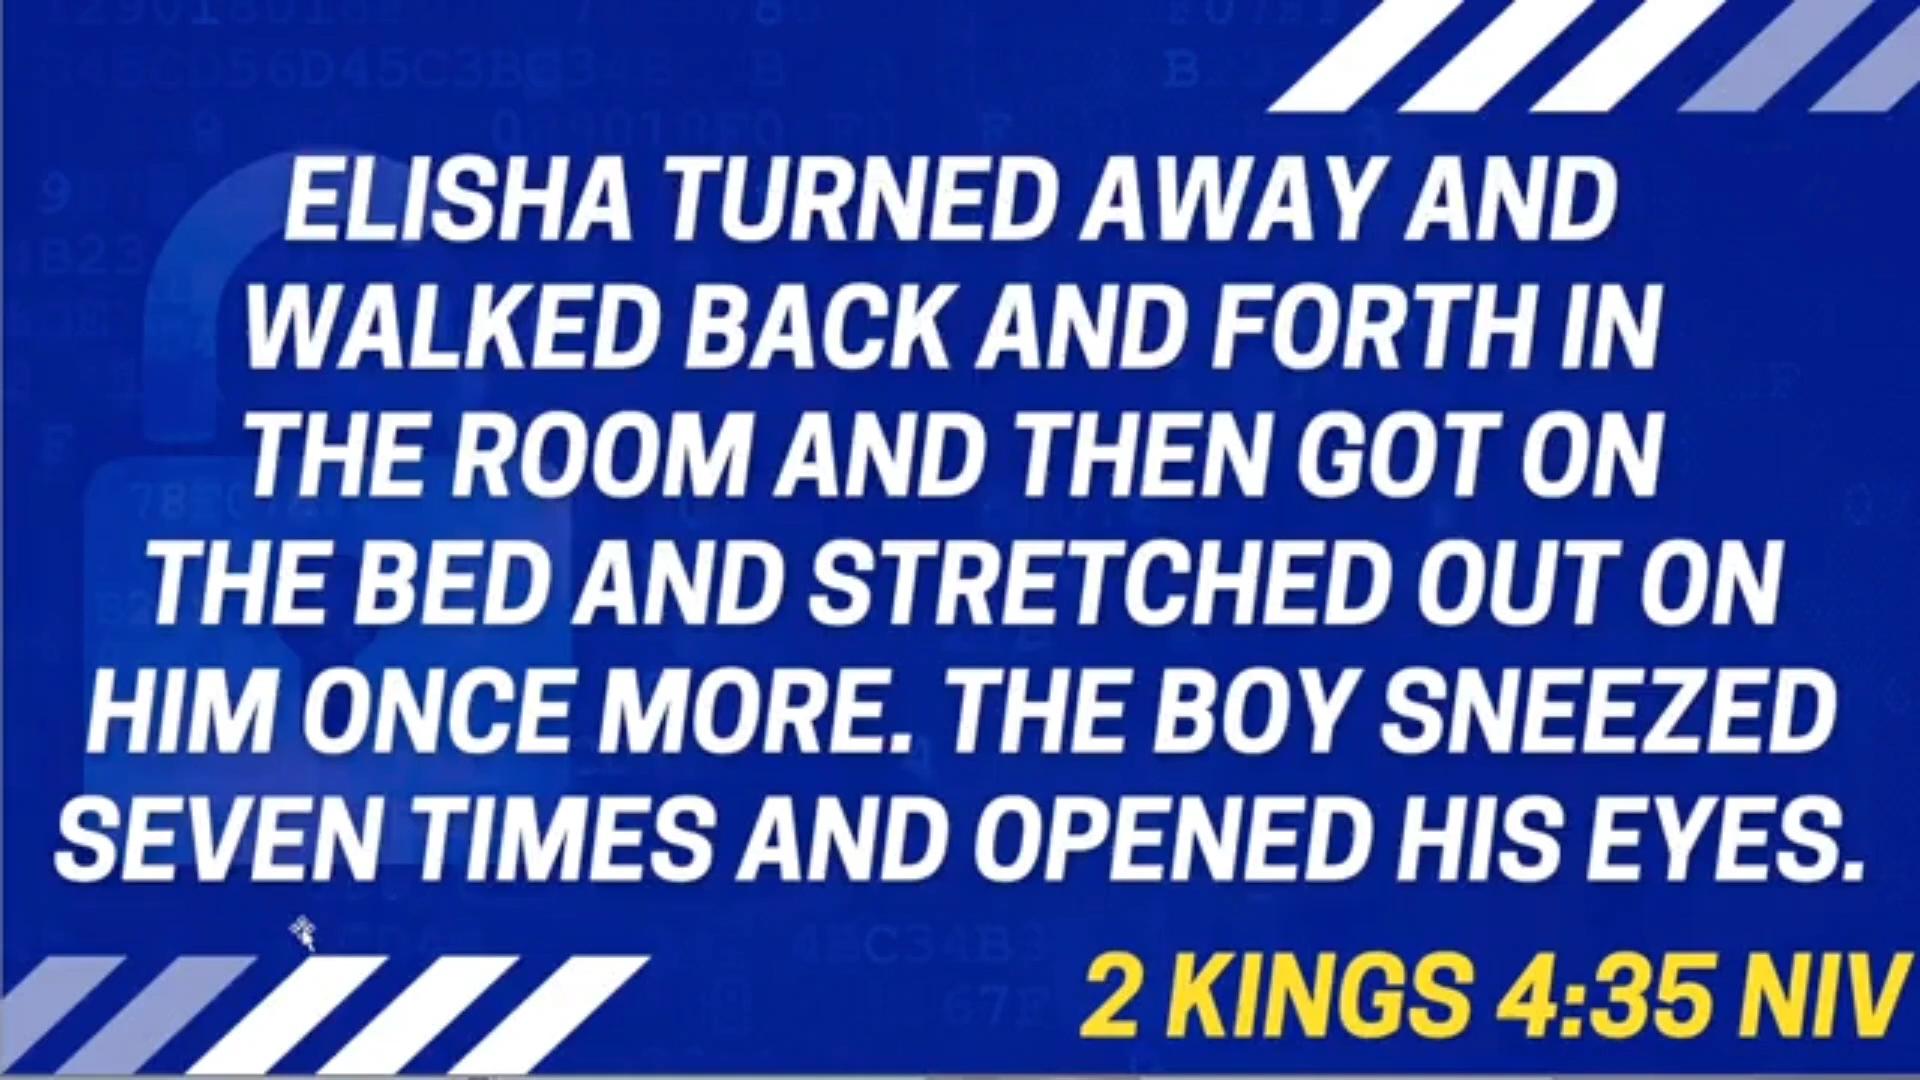 ELISHA TURNED AWAY AND
WALKED BACK AND FORTH IN
THE ROOM AND THEN GOT ON
THE BED AND STRETCHED OUT ON
HIM ONCE MORE. THE BOY SNEEZED
SEVEN TIMES AND OPENED HIS EYES.
2 KINGS 4:35 NIV